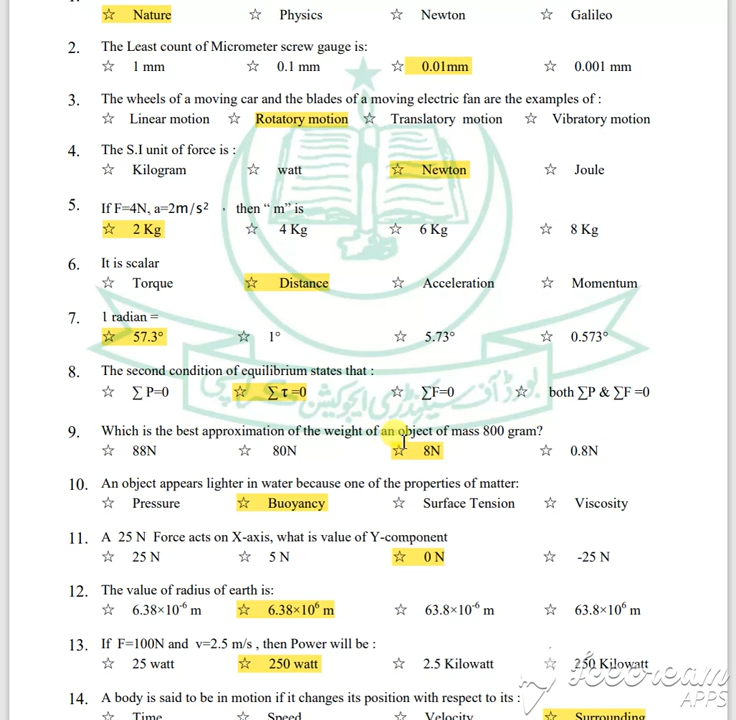 ☆ Nature ☆ Physics ☆ Newton ☆ Galileo
2. The Least count of Micrometer screw gauge is:
☆ 1 mm ☆ 0.1 mm ☆ 0.01mm ☆ 0.001 mm
3. The wheels of a moving car and the blades of a moving electric fan are the examples of :
☆ Linear motion ☆ Rotatory motion ☆ Translatory motion ☆ Vibratory motion
4. The S.I unit of force is :
☆ Kilogram ☆ watt ☆ Newton ☆ Joule
5. If F=4N, a=2m/s² , then “ m” is
☆ 2 Kg ☆ 4 Kg ☆ 6 Kg ☆ 8 Kg
6. It is scalar
☆ Torque ☆ Distance ☆ Acceleration ☆ Momentum
7. 1 radian =
☆ 57.3° ☆ 1° ☆ 5.73° ☆ 0.573°
8. The second condition of equilibrium states that :
☆ ∑ P=0 ☆ ∑ τ =0 ☆ ∑F=0 ☆ both ∑P & ∑F =0
9. Which is the best approximation of the weight of an object of mass 800 gram?
☆ 88N ☆ 80N ☆ 8N ☆ 0.8N
10. An object appears lighter in water because one of the properties of matter:
☆ Pressure ☆ Buoyancy ☆ Surface Tension ☆ Viscosity
11. A 25 N Force acts on X-axis, what is value of Y-component
☆ 25 N ☆ 5 N ☆ 0 N ☆ -25 N
12. The value of radius of earth is:
☆ 6.38×10⁻⁶ m ☆ 6.38×10⁶ m ☆ 63.8×10⁻⁶ m ☆ 63.8×10⁶ m
13. If F=100N and v=2.5 m/s , then Power will be :
☆ 25 watt ☆ 250 watt ☆ 2.5 Kilowatt ☆ 250 Kilowatt
Icecream
APPS
14. A body is said to be in motion if it changes its position with respect to its :
☆ Time ☆ Speed ☆ Velocity ☆ Surrounding